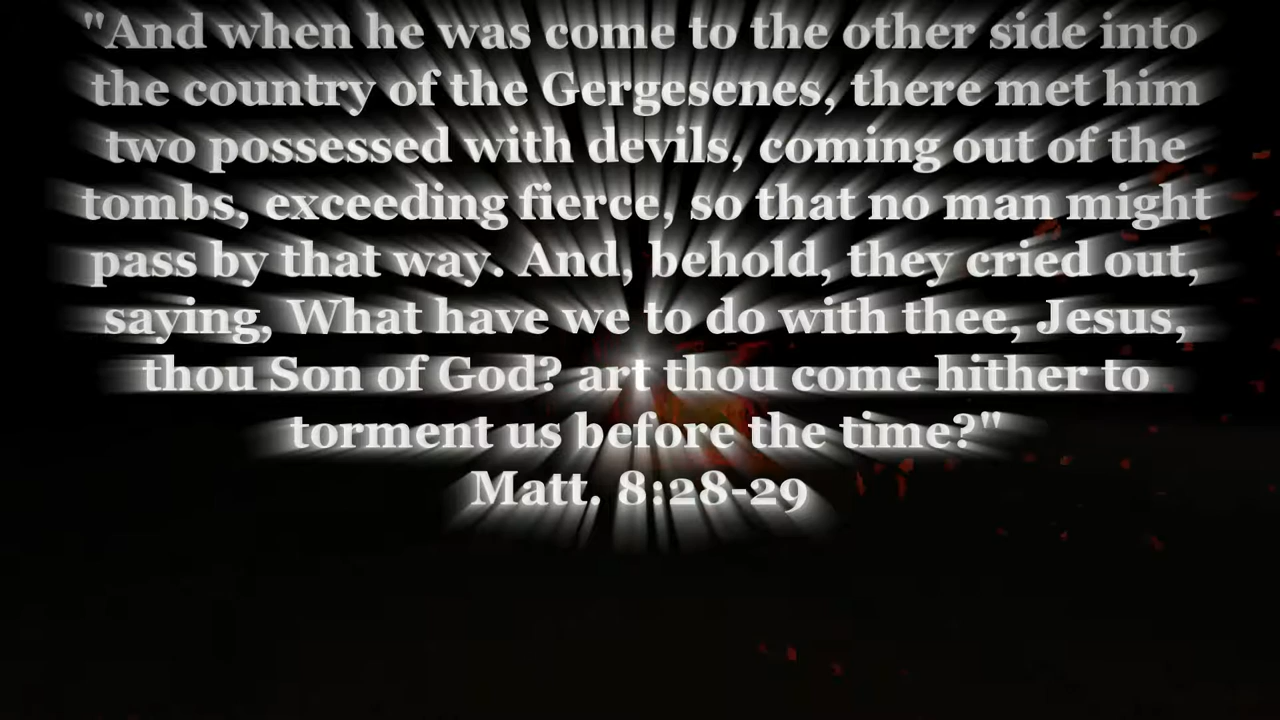 "And when he was come to the other side into
the country of the Gergesenes, there met him
two possessed with devils, coming out of the
tombs, exceeding fierce, so that no man might
pass by that way. And, behold, they cried out,
saying, What have we to do with thee, Jesus,
thou Son of God? art thou come hither to
torment us before the time?"
Matt. 8:28-29